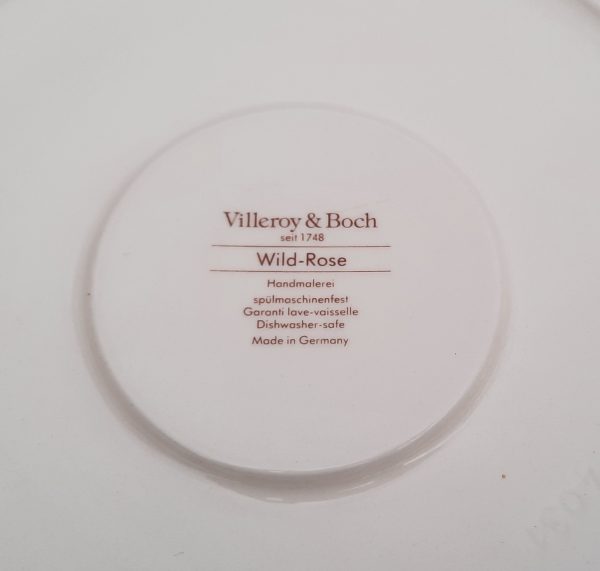 Villeroy & Boch
seit 1748
Wild-Rose
Handmalerei
spülmaschinenfest
Garanti lave-vaisselle
Dishwasher-safe
Made in Germany